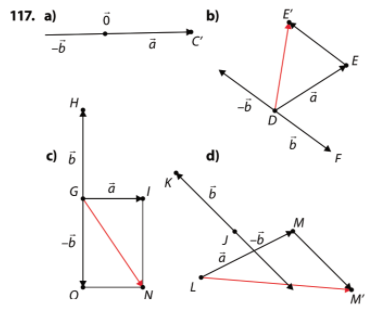 117. a) 0⃗ -b⃗ a⃗ C'
b) E' E -b⃗ a⃗ D b⃗ F
c) H b⃗ G a⃗ I -b⃗ O N
d) K b⃗ J -b⃗ M a⃗ L M'